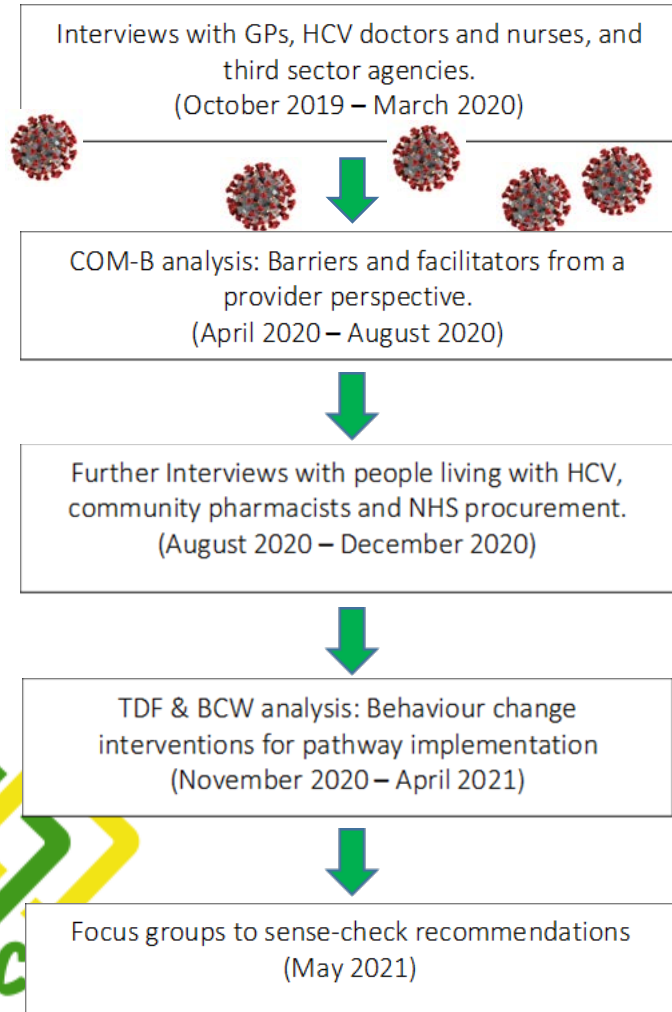 Interviews with GPs, HCV doctors and nurses, and
third sector agencies.
(October 2019 – March 2020)
COM-B analysis: Barriers and facilitators from a
provider perspective.
(April 2020 – August 2020)
Further Interviews with people living with HCV,
community pharmacists and NHS procurement.
(August 2020 – December 2020)
TDF & BCW analysis: Behaviour change
interventions for pathway implementation
(November 2020 – April 2021)
Focus groups to sense-check recommendations
(May 2021)